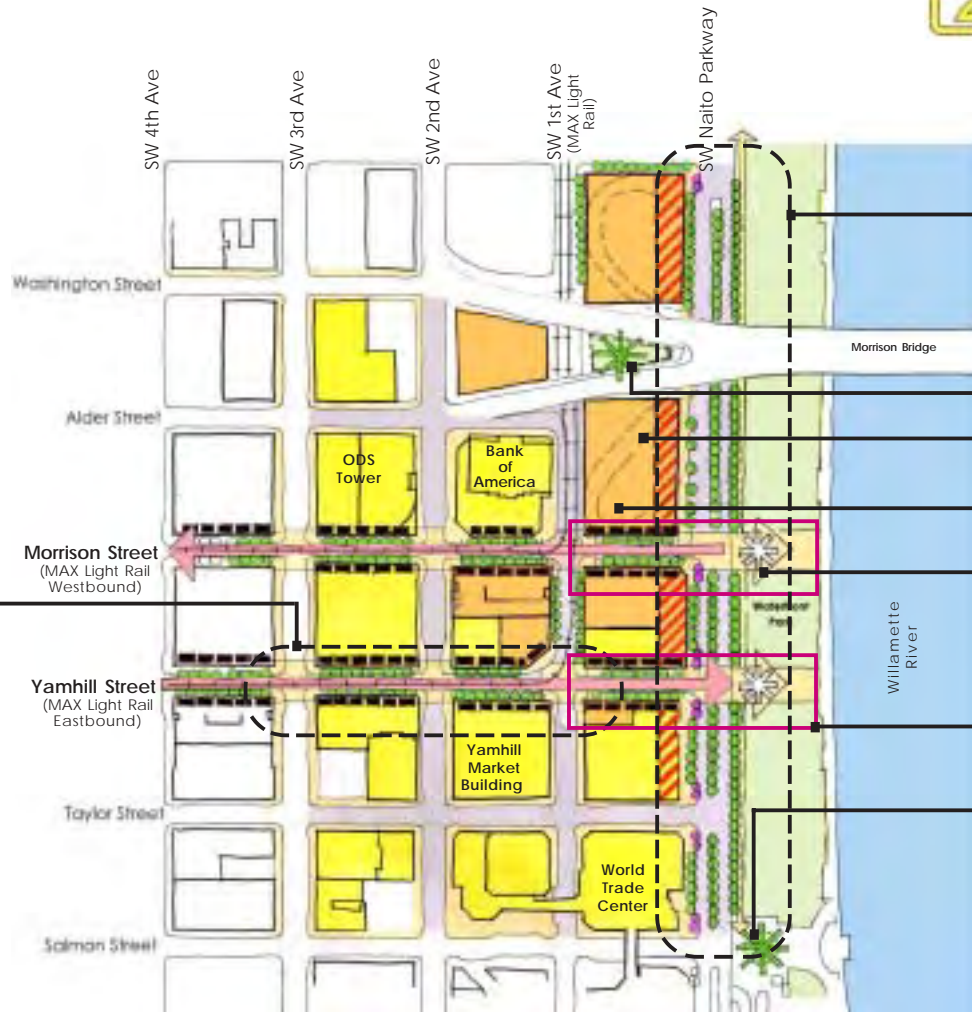 SW 4th Ave
SW 3rd Ave
SW 2nd Ave
SW 1st Ave
(MAX Light
Rail)
SW Naito Parkway
Washington Street
Morrison Bridge
Alder Street
ODS
Tower
Bank
of
America
Morrison Street
(MAX Light Rail
Westbound)
Waterfront
Park
Willamette
River
Yamhill Street
(MAX Light Rail
Eastbound)
Yamhill
Market
Building
Taylor Street
World
Trade
Center
Salmon Street